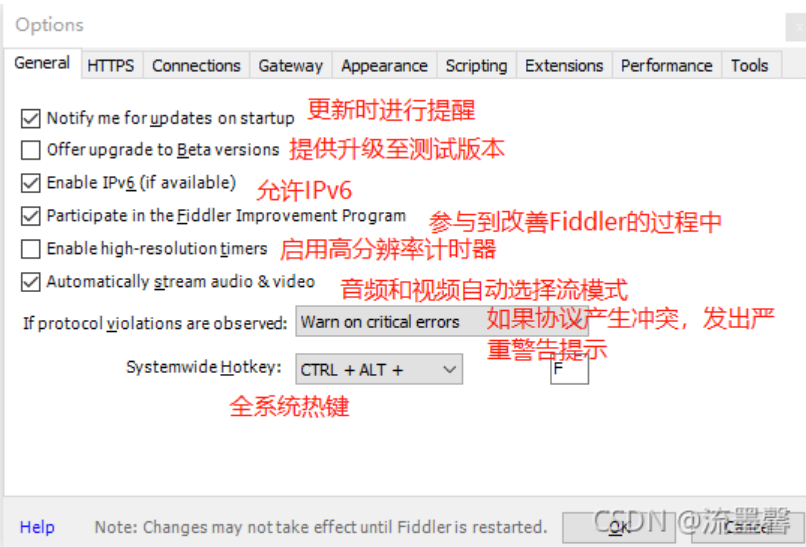 Options
General HTTPS Connections Gateway Appearance Scripting Extensions Performance Tools
Notify me for updates on startup 更新时进行提醒
Offer upgrade to Beta versions 提供升级至测试版本
Enable IPv6 (if available) 允许IPv6
Participate in the Fiddler Improvement Program 参与到改善Fiddler的过程中
Enable high-resolution timers 启用高分辨率计时器
Automatically stream audio & video 音频和视频自动选择流模式
If protocol violations are observed: Warn on critical errors 如果协议产生冲突，发出严
重警告提示
Systemwide Hotkey: CTRL + ALT + F
全系统热键
Help Note: Changes may not take effect until Fiddler is restarted. OK Cancel
CSDN @流墨馨